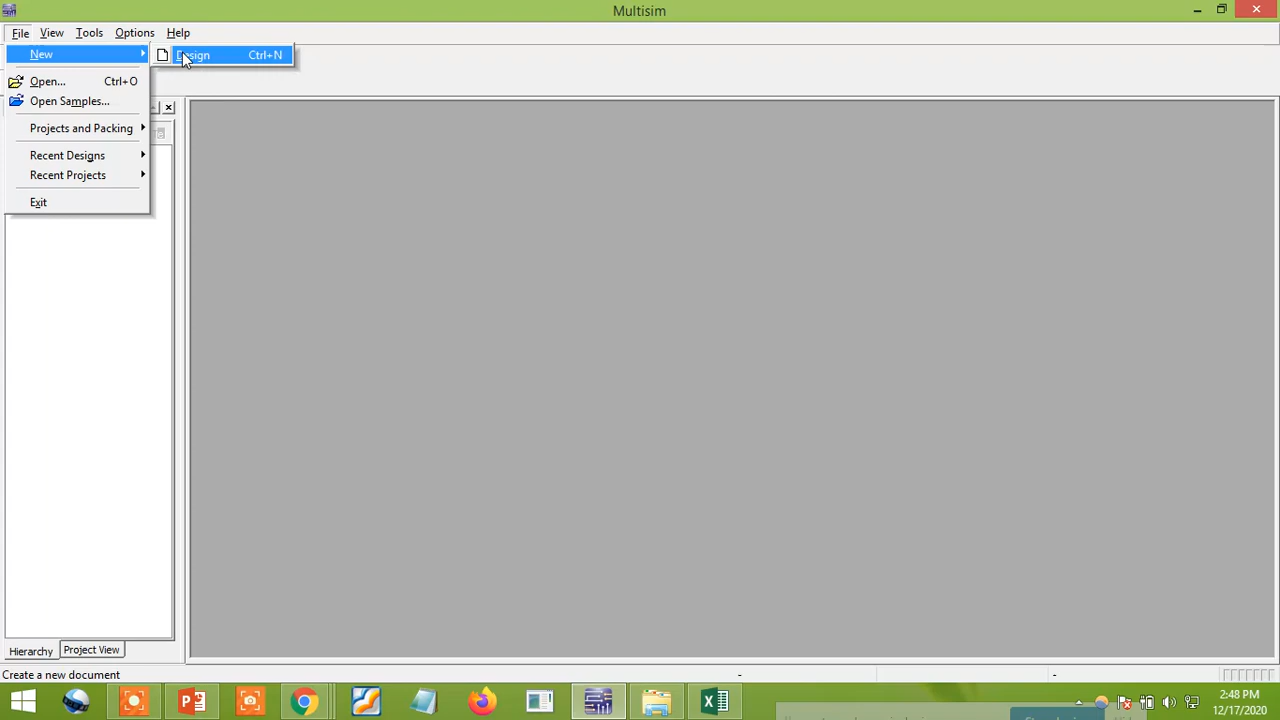 Multisim
File View Tools Options Help
New
Design Ctrl+N
Open... Ctrl+O
Open Samples...
Projects and Packing
Recent Designs
Recent Projects
Exit
Hierarchy Project View
Create a new document - -
2:48 PM
12/17/2020